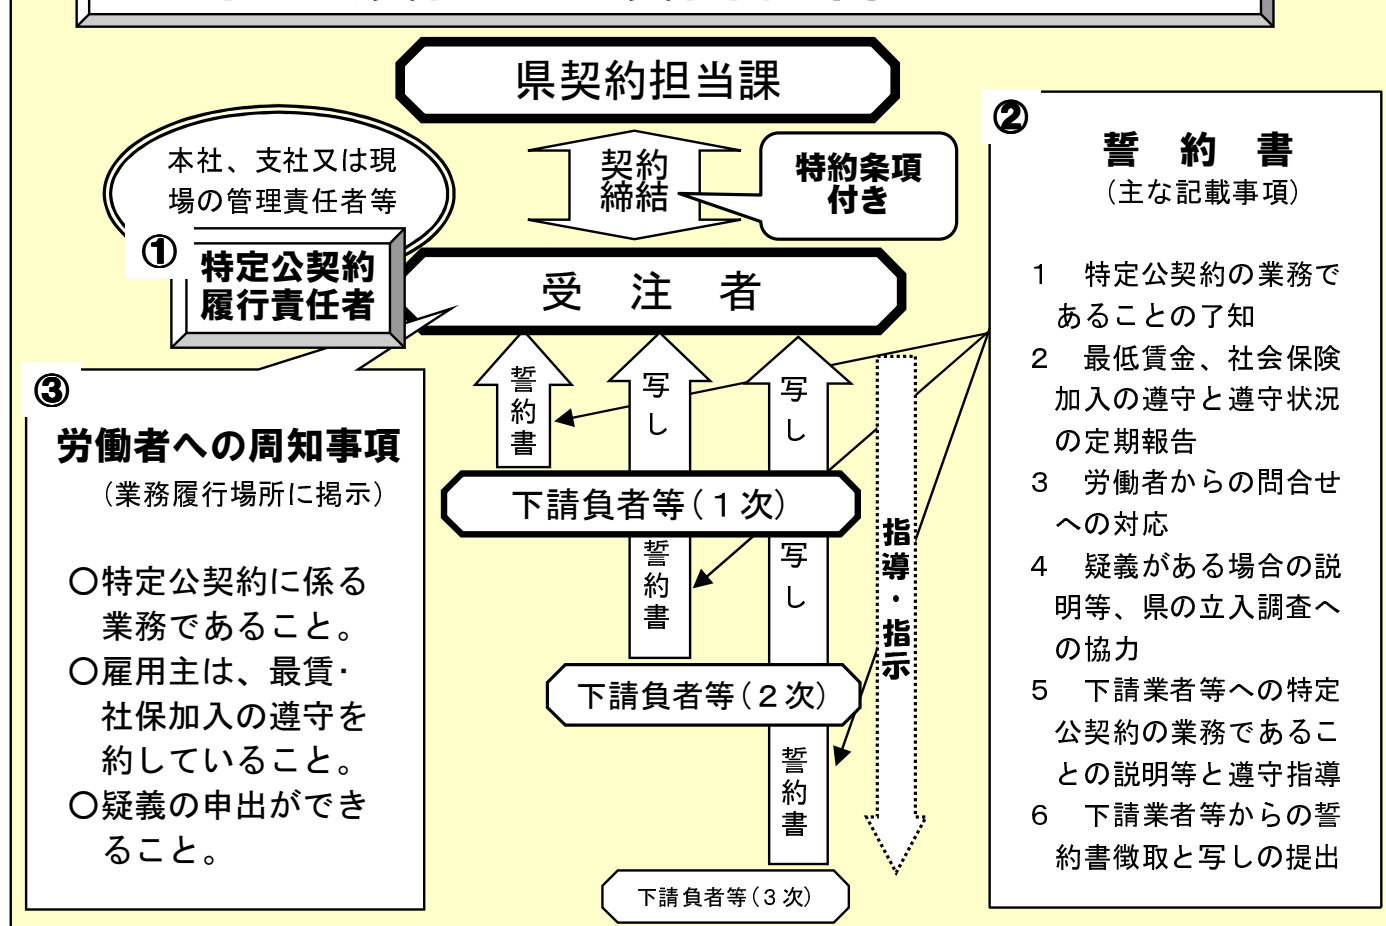 県契約担当課
本社、支社又は現
場の管理責任者等
①
特定公契約
履行責任者
契約
締結
特約条項
付き
受　注　者
②
誓　約　書
（主な記載事項）
１　特定公契約の業務で
あることの了知
２　最低賃金、社会保険
加入の遵守と遵守状況
の定期報告
３　労働者からの問合せ
への対応
４　疑義がある場合の説
明等、県の立入調査へ
の協力
５　下請業者等への特定
公契約の業務であるこ
との説明等と遵守指導
６　下請業者等からの誓
約書徴取と写しの提出
③
労働者への周知事項
（業務履行場所に掲示）
〇特定公契約に係る
業務であること。
〇雇用主は、最賃・
社保加入の遵守を
約していること。
〇疑義の申出ができ
ること。
誓約書
写し
写し
下請負者等（１次）
誓約書
写し
下請負者等（２次）
誓約書
下請負者等（３次）
指導・指示